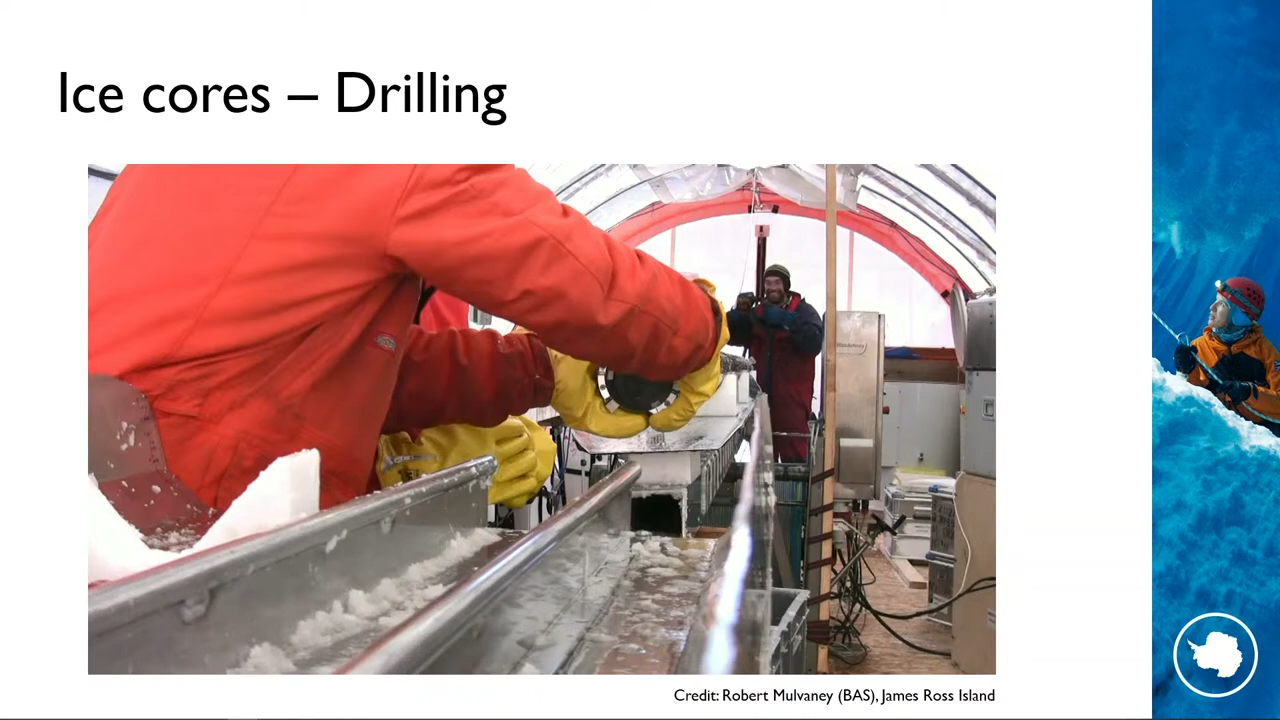 Ice cores – Drilling
Credit: Robert Mulvaney (BAS), James Ross Island